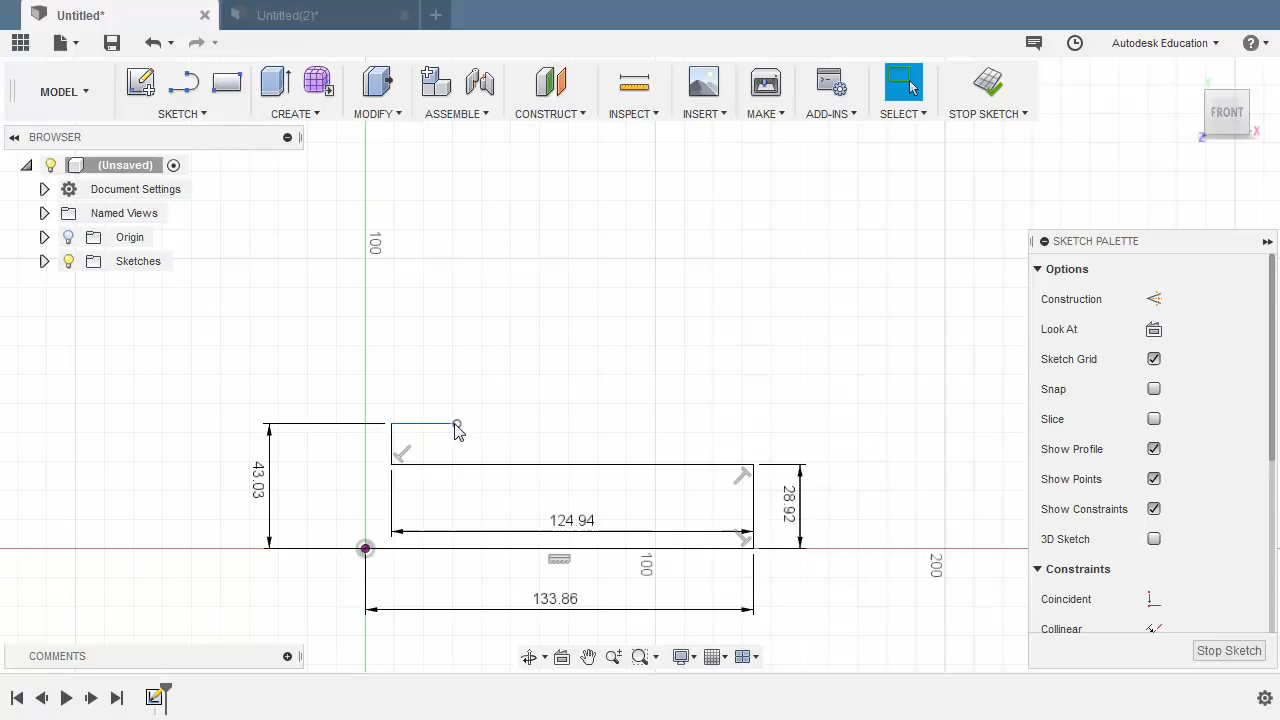 Untitled*
Untitled(2)*
Autodesk Education
MODEL
SKETCH
CREATE
MODIFY
ASSEMBLE
CONSTRUCT
INSPECT
INSERT
MAKE
ADD-INS
SELECT
STOP SKETCH
Y
FRONT
Z
X
BROWSER
(Unsaved)
Document Settings
Named Views
Origin
Sketches
100
43.03
124.94
28.92
100
200
133.86
SKETCH PALETTE
Options
Construction
Look At
Sketch Grid
Snap
Slice
Show Profile
Show Points
Show Constraints
3D Sketch
Constraints
Coincident
Collinear
Stop Sketch
COMMENTS